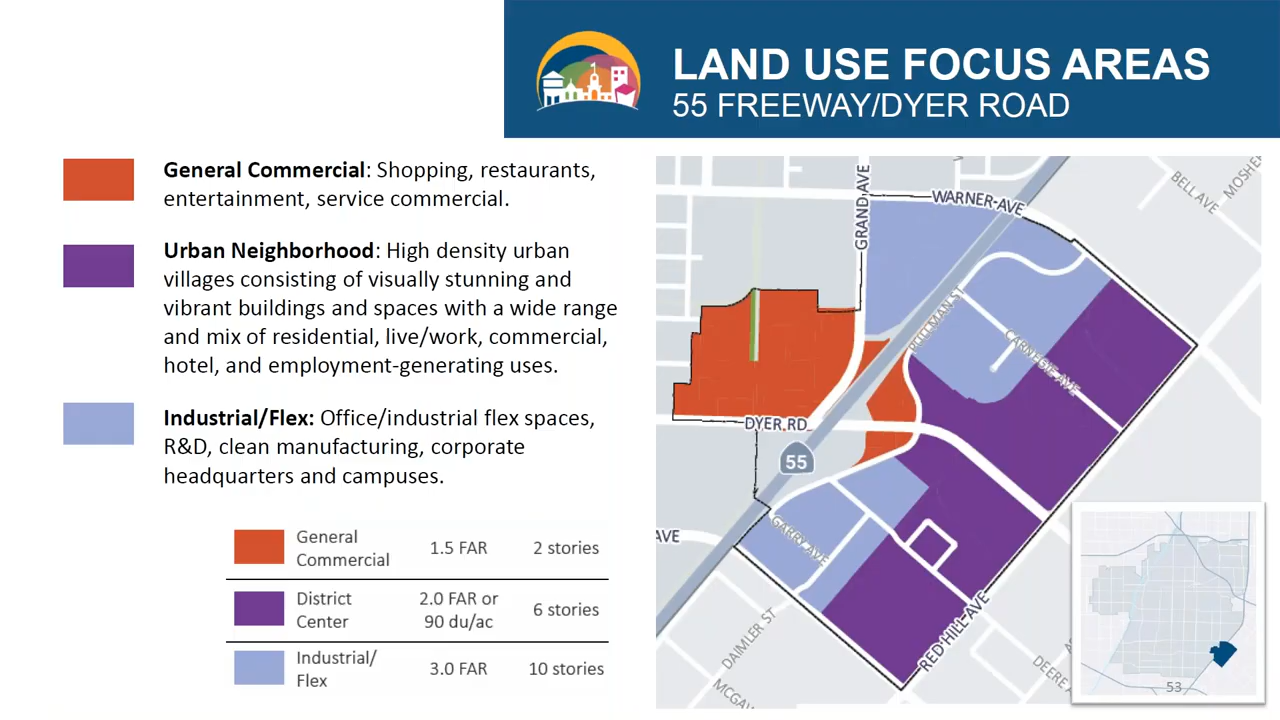 LAND USE FOCUS AREAS
55 FREEWAY/DYER ROAD
General Commercial: Shopping, restaurants,
entertainment, service commercial.
Urban Neighborhood: High density urban
villages consisting of visually stunning and
vibrant buildings and spaces with a wide range
and mix of residential, live/work, commercial,
hotel, and employment-generating uses.
Industrial/Flex: Office/industrial flex spaces,
R&D, clean manufacturing, corporate
headquarters and campuses.
General
Commercial
1.5 FAR
2 stories
District
Center
2.0 FAR or
90 du/ac
6 stories
Industrial/
Flex
3.0 FAR
10 stories
GRAND AVE
WARNER AVE
BELL AVE
MOSHER
PULLMAN ST
CARNEGIE AVE
DYER RD
55
GARRY AVE
AVE
RED HILL AVE
DAIMLER ST
DEERE
MCGAW
53